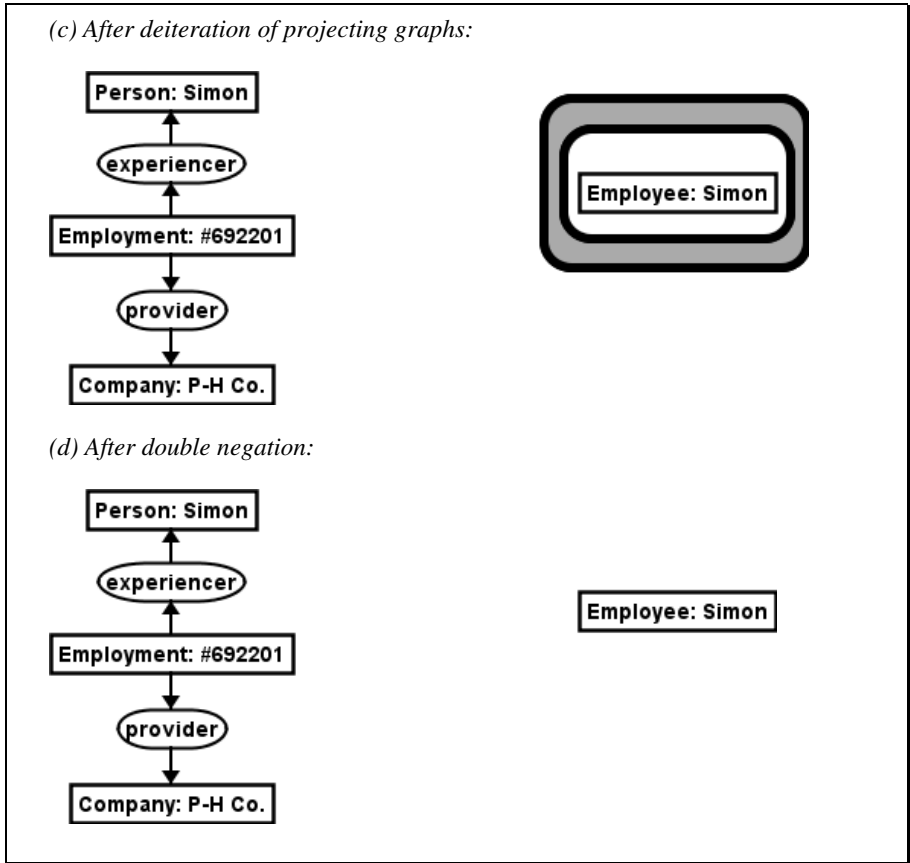 (c) After deiteration of projecting graphs:
Person: Simon
experiencer
Employment: #692201
provider
Company: P-H Co.
Employee: Simon
(d) After double negation:
Person: Simon
experiencer
Employment: #692201
provider
Company: P-H Co.
Employee: Simon